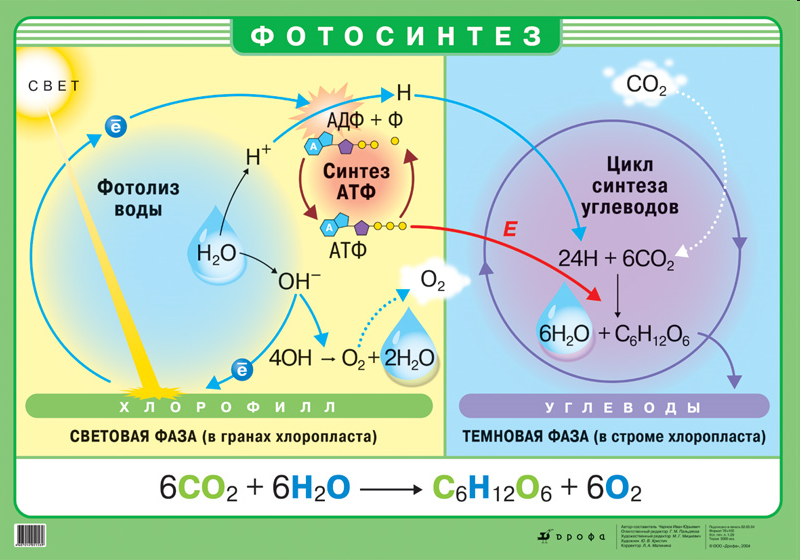 ФОТОСИНТЕЗ
СВЕТ
ē
Фотолиз
воды
H⁺
H₂O
OH⁻
ē
4OH → O₂ + 2H₂O
O₂
H
АДФ + Ф
А
Синтез
АТФ
А
АТФ
E
CO₂
Цикл
синтеза
углеводов
24H + 6CO₂
6H₂O + C₆H₁₂O₆
ХЛОРОФИЛЛ
УГЛЕВОДЫ
СВЕТОВАЯ ФАЗА (в гранах хлоропласта)
ТЕМНОВАЯ ФАЗА (в строме хлоропласта)
6CO₂ + 6H₂O → C₆H₁₂O₆ + 6O₂
дрофа